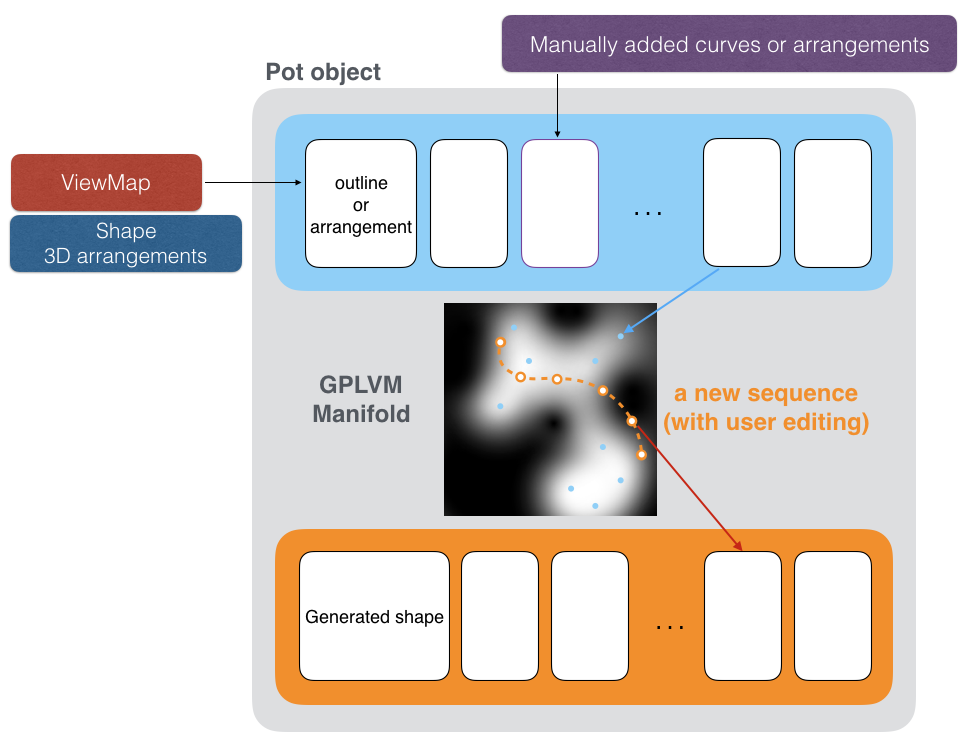 Manually added curves or arrangements
Pot object
ViewMap
Shape
3D arrangements
outline
or
arrangement
...
GPLVM
Manifold
a new sequence
(with user editing)
Generated shape
...